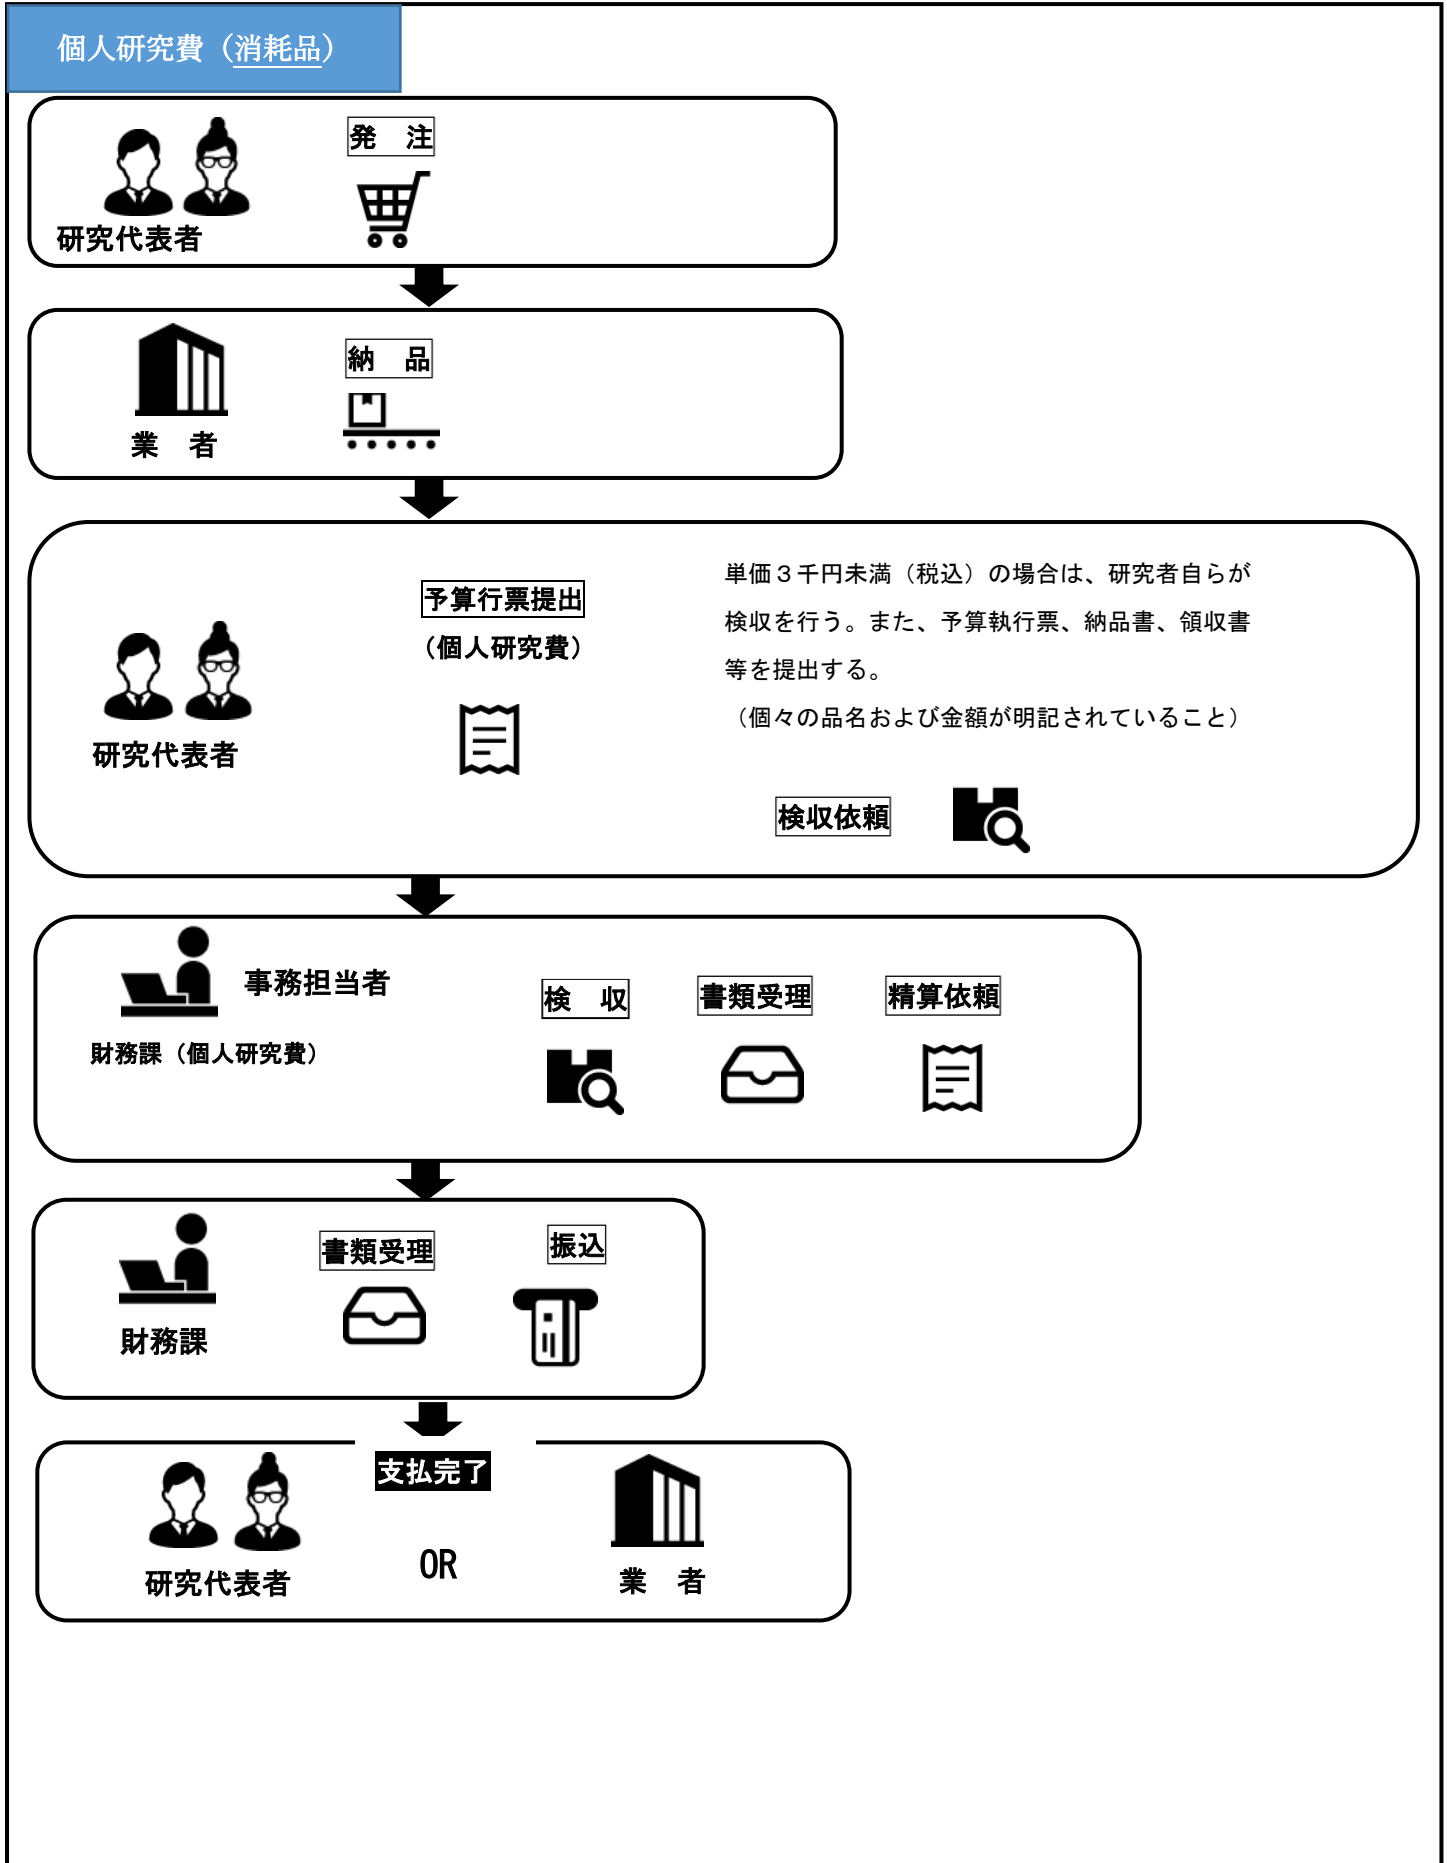 個人研究費（消耗品）
発　注
研究代表者
納　品
業　者
予算行票提出
（個人研究費）
単価３千円未満（税込）の場合は、研究者自らが
検収を行う。また、予算執行票、納品書、領収書
等を提出する。
（個々の品名および金額が明記されていること）
研究代表者
検収依頼
事務担当者
財務課（個人研究費）
検　収
書類受理
精算依頼
書類受理
振込
財務課
支払完了
研究代表者
OR
業　者